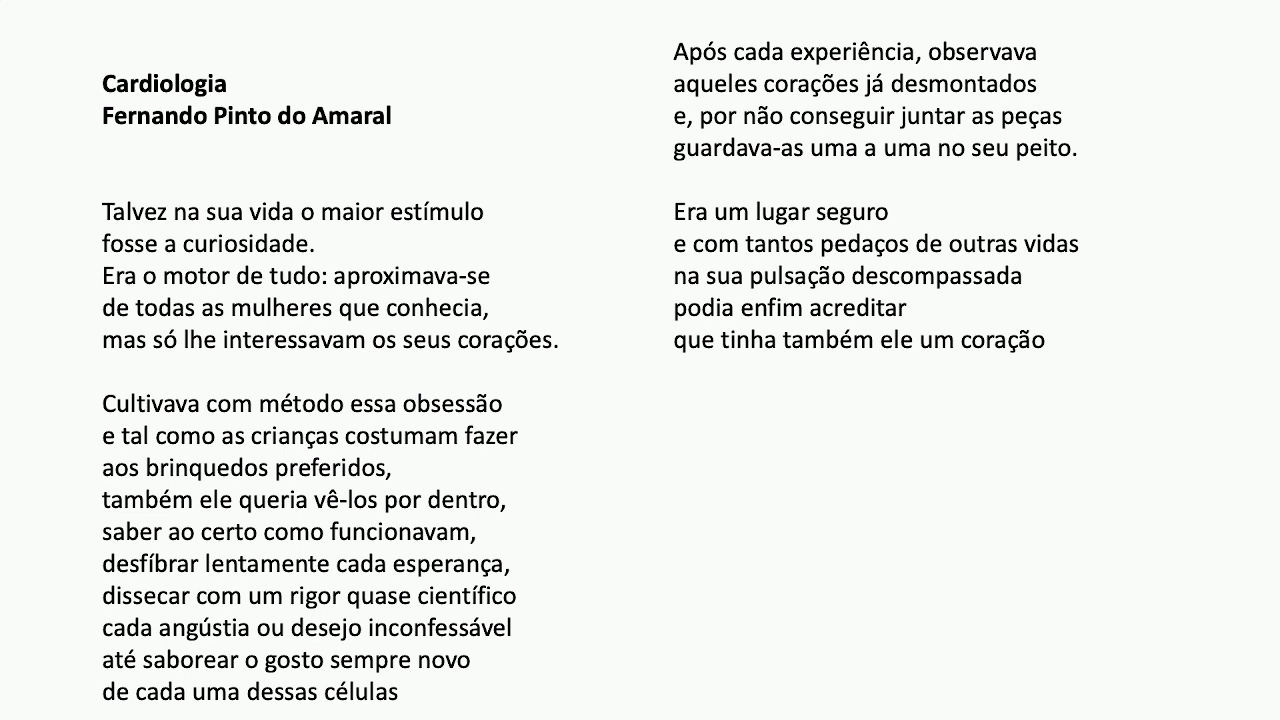 Cardiologia
Fernando Pinto do Amaral
Talvez na sua vida o maior estímulo
fosse a curiosidade.
Era o motor de tudo: aproximava-se
de todas as mulheres que conhecia,
mas só lhe interessavam os seus corações.
Cultivava com método essa obsessão
e tal como as crianças costumam fazer
aos brinquedos preferidos,
também ele queria vê-los por dentro,
saber ao certo como funcionavam,
desfíbrar lentamente cada esperança,
dissecar com um rigor quase científico
cada angústia ou desejo inconfessável
até saborear o gosto sempre novo
de cada uma dessas células
Após cada experiência, observava
aqueles corações já desmontados
e, por não conseguir juntar as peças
guardava-as uma a uma no seu peito.
Era um lugar seguro
e com tantos pedaços de outras vidas
na sua pulsação descompassada
podia enfim acreditar
que tinha também ele um coração